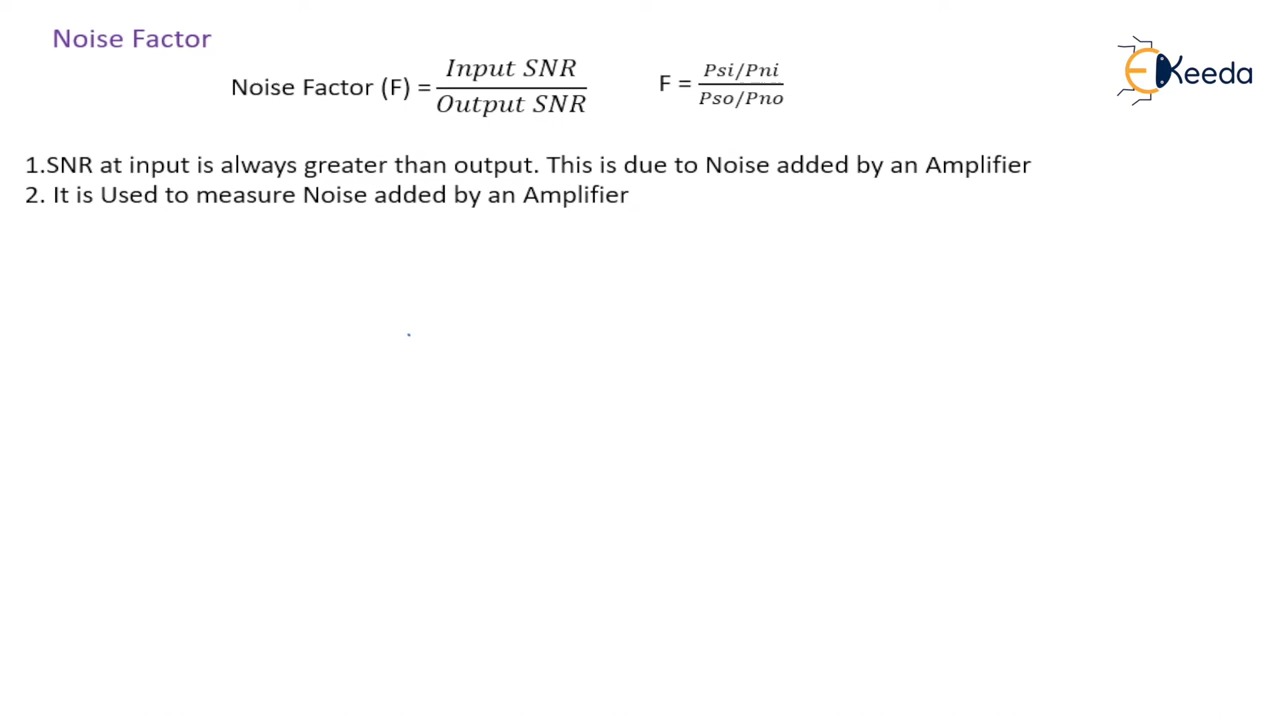 Noise Factor
Noise Factor (F) = Input SNR / Output SNR F = Psi/Pni / Pso/Pno
EKeeda
1.SNR at input is always greater than output. This is due to Noise added by an Amplifier
2. It is Used to measure Noise added by an Amplifier